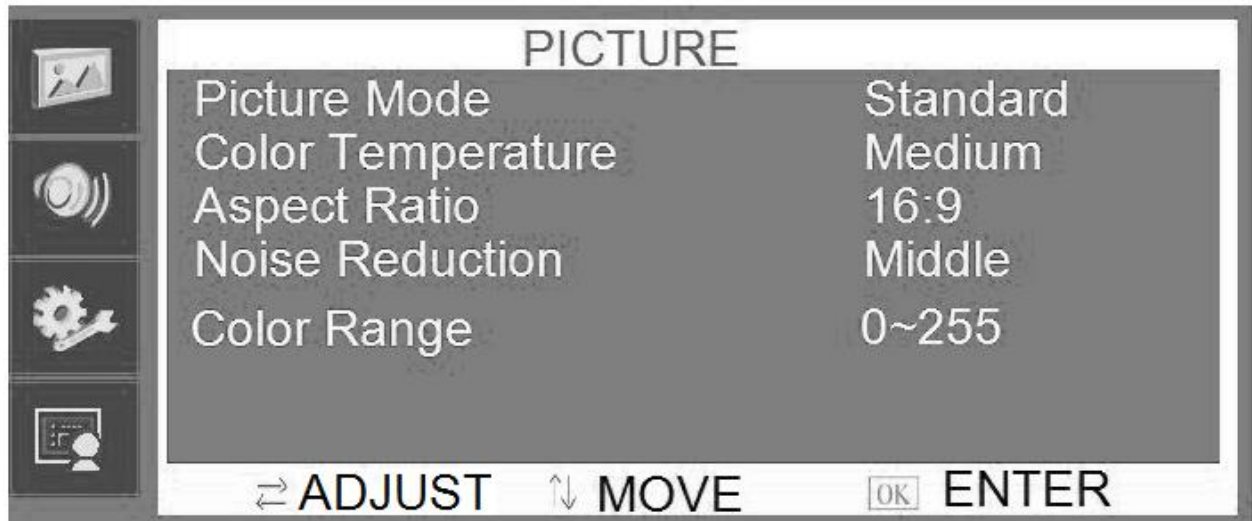 PICTURE
Picture Mode Standard
Color Temperature Medium
Aspect Ratio 16:9
Noise Reduction Middle
Color Range 0~255
⇄ ADJUST ↑↓ MOVE OK ENTER